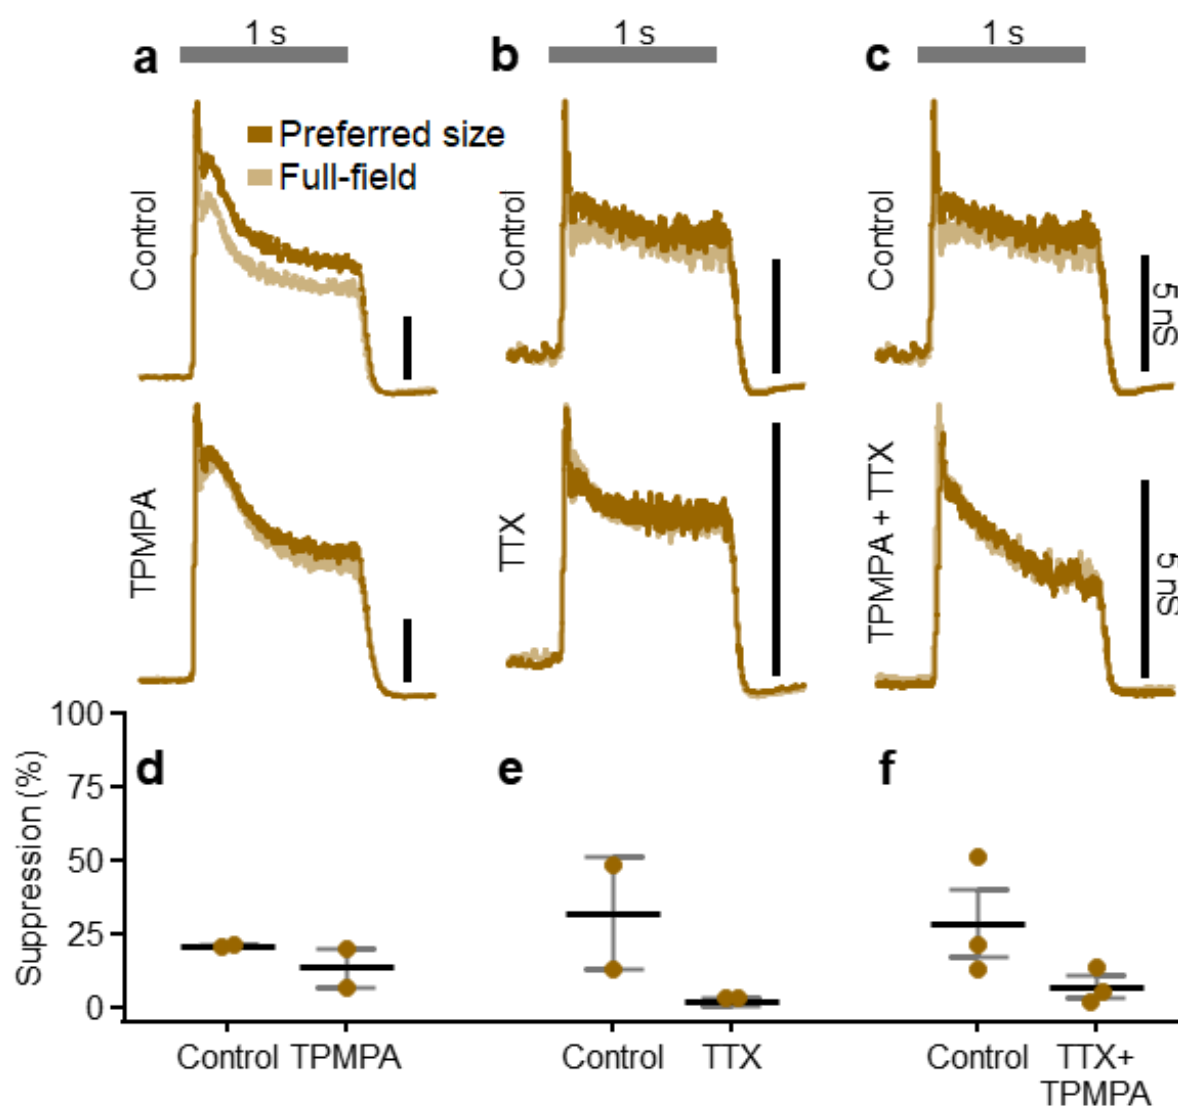 a
1 s
b
1 s
c
1 s
Preferred size
Full-field
Control
Control
Control
5 nS
TPMPA
TTX
TPMPA + TTX
5 nS
Suppression (%)
100
75
50
25
0
d
e
f
Control TPMPA
Control TTX
Control TTX+
TPMPA